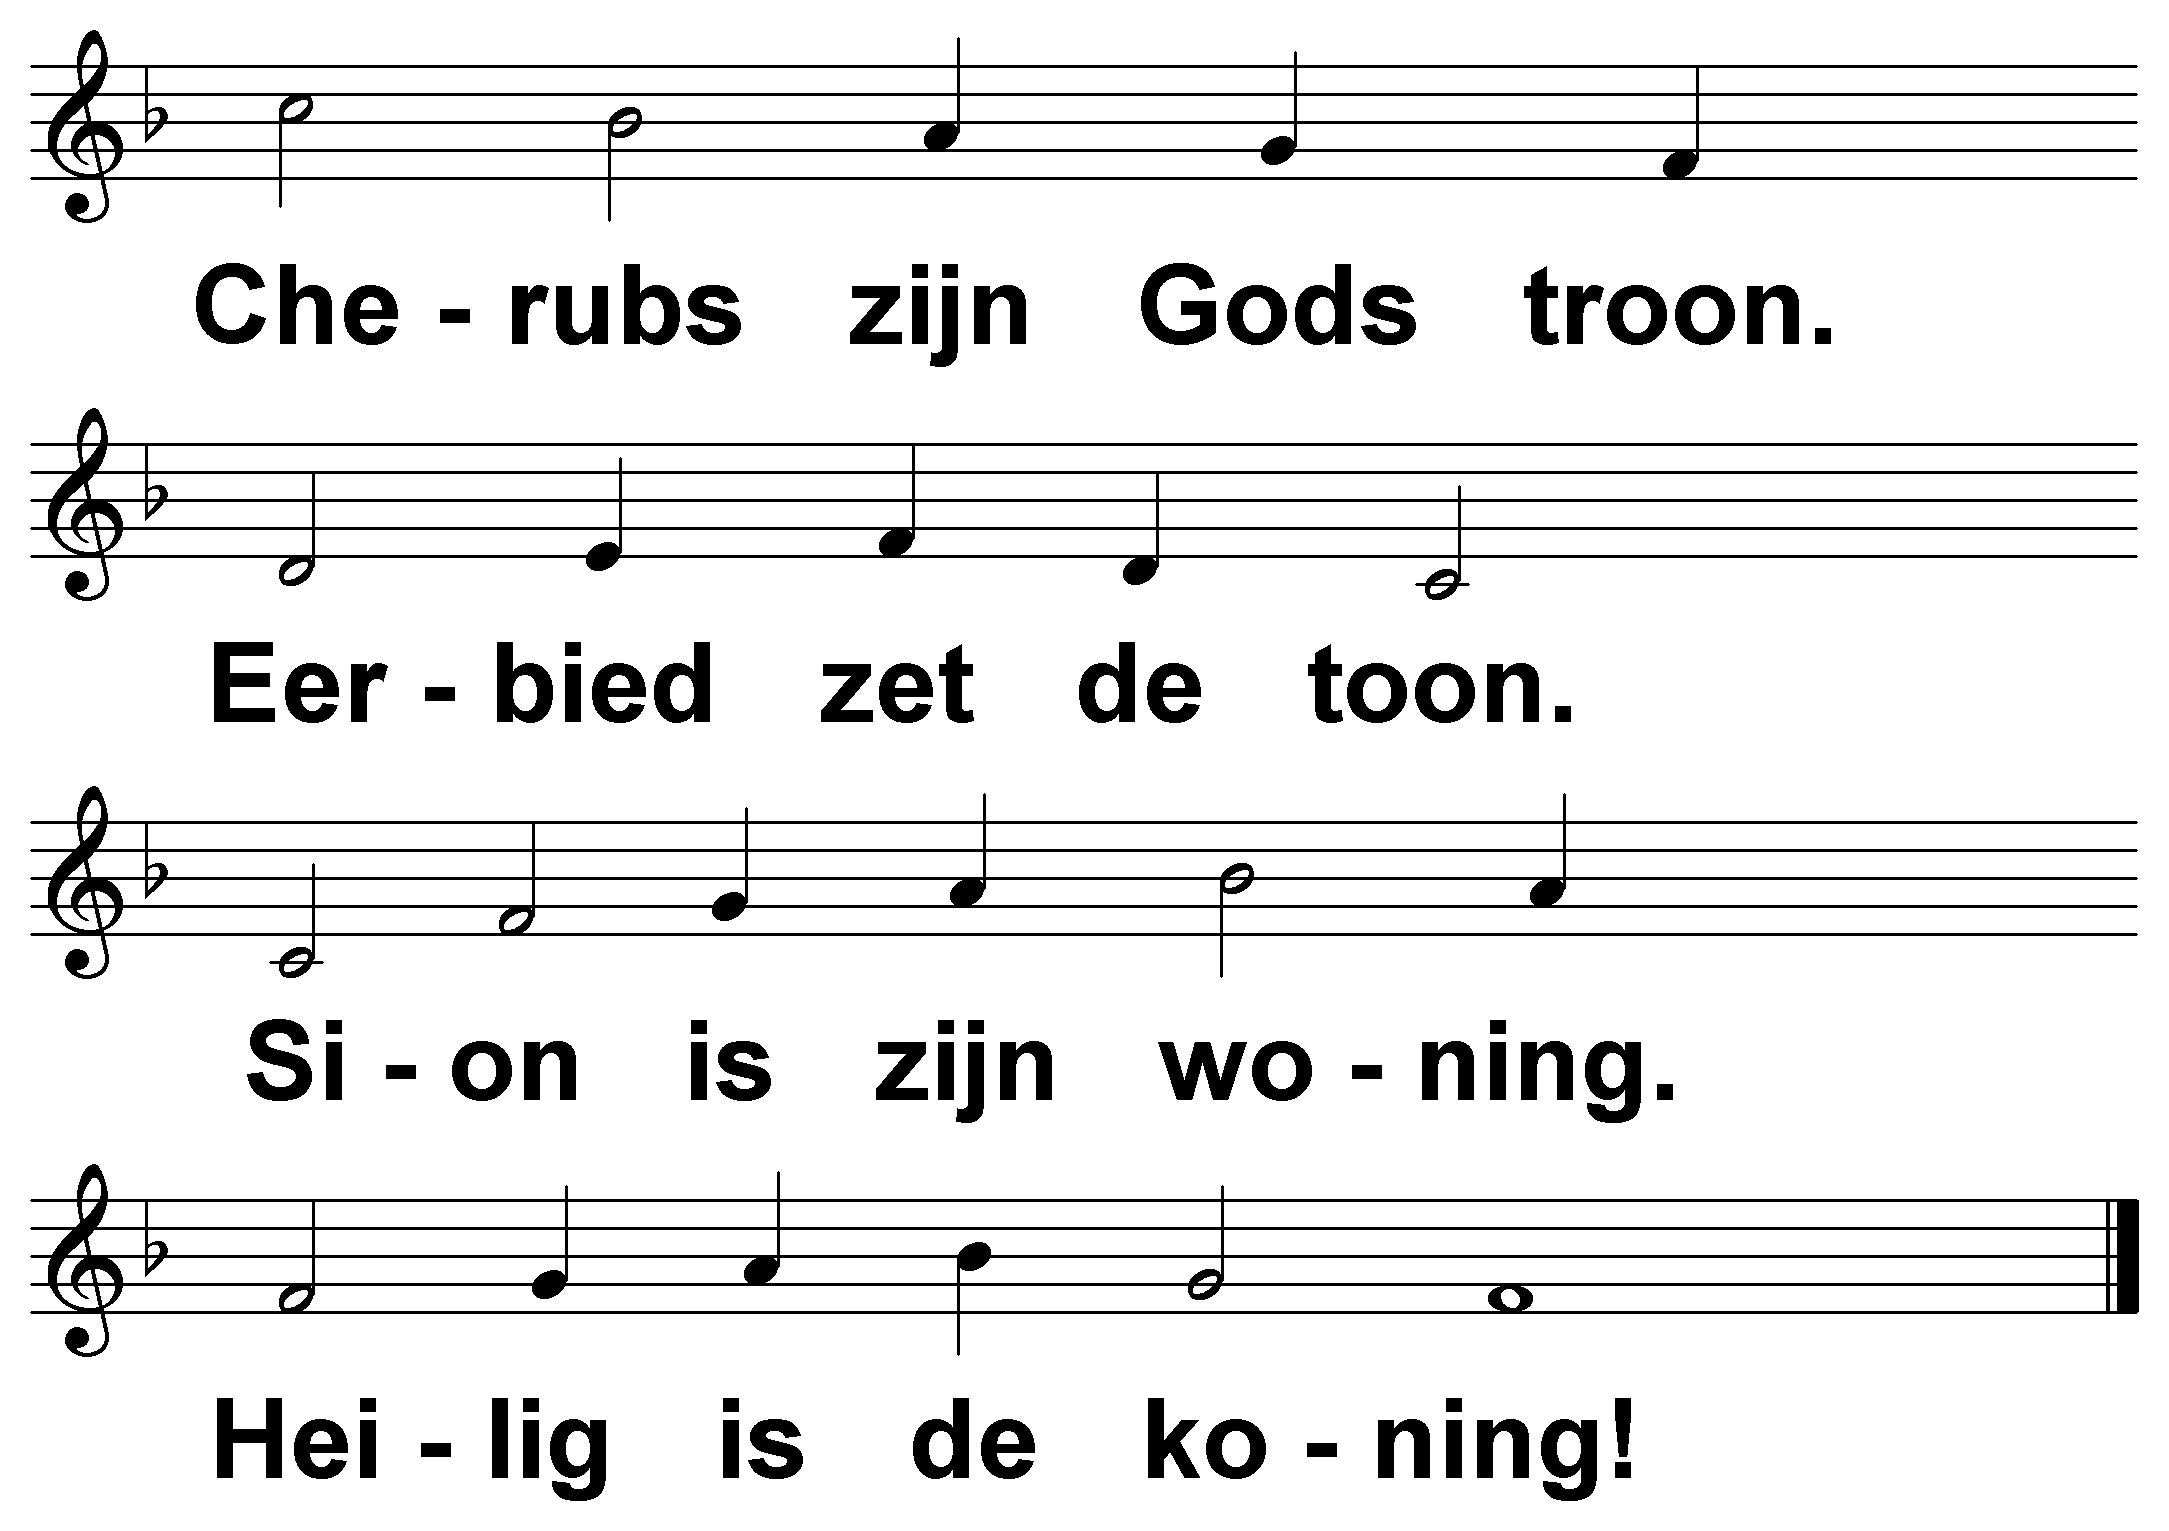 Che - rubs zijn Gods troon.
Eer - bied zet de toon.
Si - on is zijn wo - ning.
Hei - lig is de ko - ning!